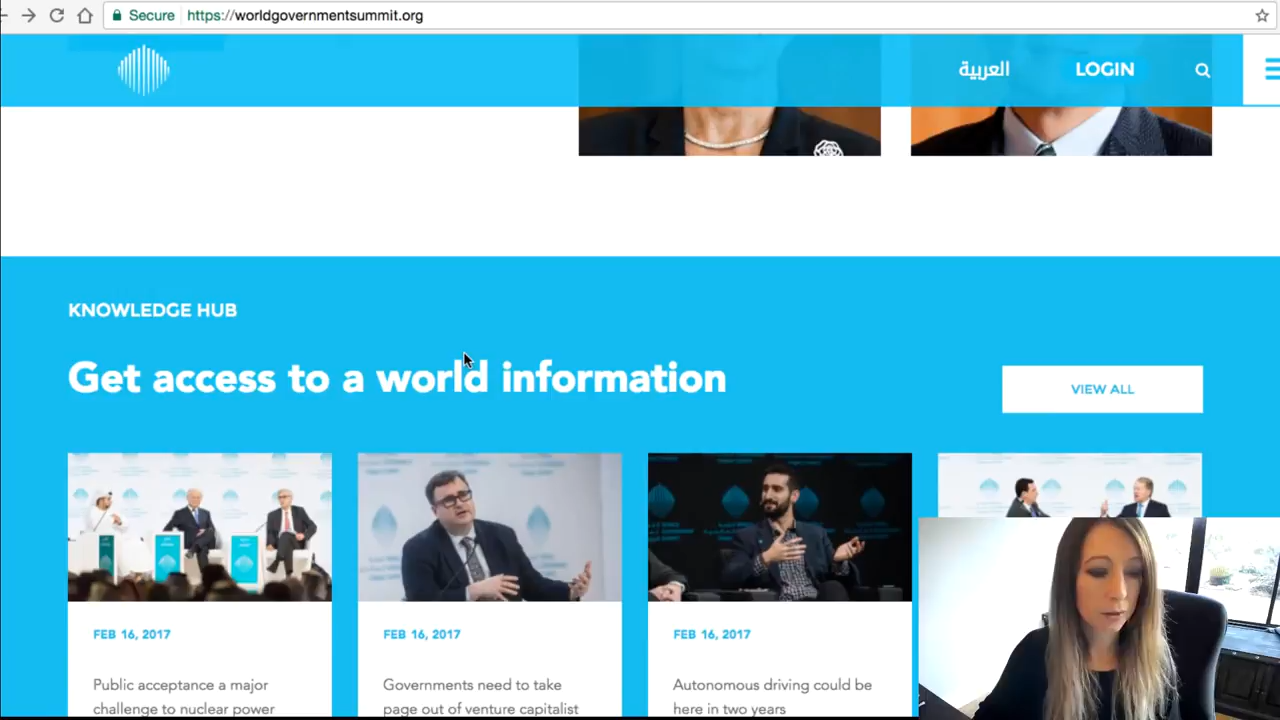 Secure
https://worldgovernmentsummit.org
العربية
LOGIN
KNOWLEDGE HUB
Get access to a world information
VIEW ALL
FEB 16, 2017
Public acceptance a major
challenge to nuclear power
FEB 16, 2017
Governments need to take
page out of venture capitalist
FEB 16, 2017
Autonomous driving could be
here in two years